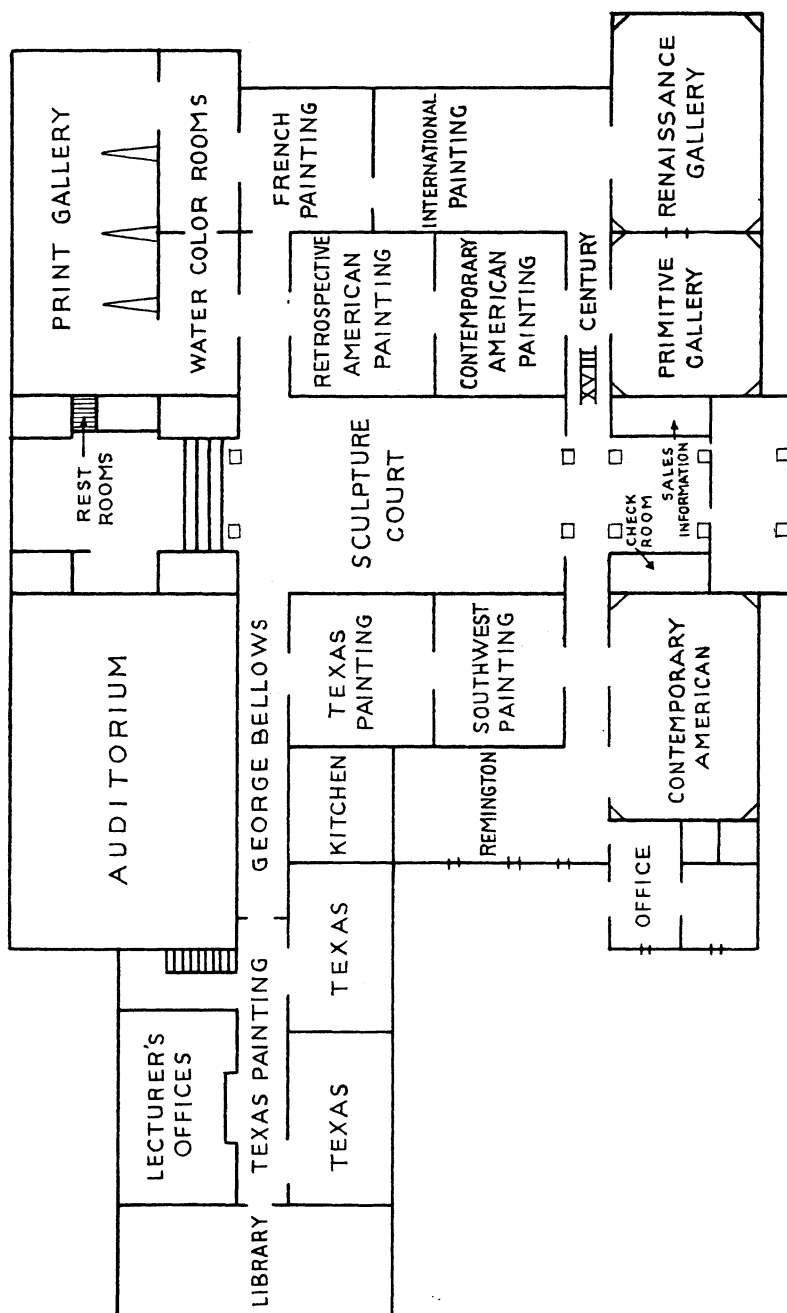 PRINT GALLERY
WATER COLOR ROOMS
FRENCH
PAINTING
INTERNATIONAL
PAINTING
RENAISSANCE
GALLERY
RETROSPECTIVE
AMERICAN
PAINTING
CONTEMPORARY
AMERICAN
PAINTING
XVIII CENTURY
PRIMITIVE
GALLERY
REST
ROOMS
SCULPTURE
COURT
CHECK
ROOM
SALES
INFORMATION
AUDITORIUM
GEORGE BELLOWS
TEXAS
PAINTING
SOUTHWEST
PAINTING
CONTEMPORARY
AMERICAN
KITCHEN
REMINGTON
OFFICE
LECTURER'S
OFFICES
TEXAS PAINTING
TEXAS
TEXAS
LIBRARY